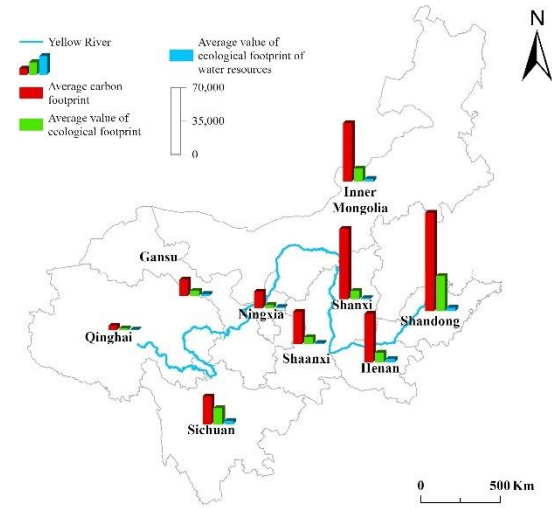 Yellow River
Average carbon
footprint
Average value of
ecological footprint
Average value of
ecological footprint of
water resources
70,000
35,000
0
N
Inner
Mongolia
Gansu
Ningxia
Shanxi
Shandong
Qinghai
Shaanxi
Henan
Sichuan
0
500 Km